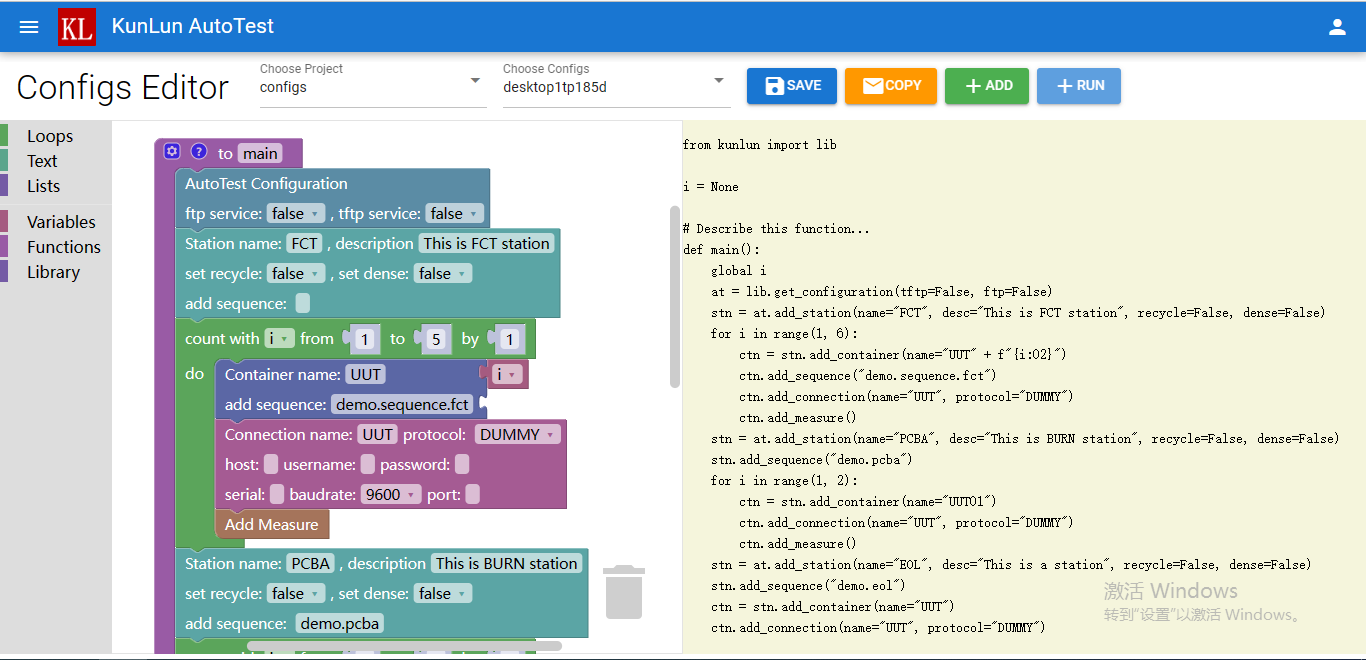 KL KunLun AutoTest
Configs Editor
Choose Project
configs
Choose Configs
desktop1tp185d
SAVE
COPY
ADD
RUN
Loops
Text
Lists
Variables
Functions
Library
? to main
AutoTest Configuration
ftp service: false , tftp service: false
Station name: FCT , description This is FCT station
set recycle: false , set dense: false
add sequence:
count with i from 1 to 5 by 1
do
Container name: UUT i
add sequence: demo.sequence.fct
Connection name: UUT protocol: DUMMY
host: username: password:
serial: baudrate: 9600 port:
Add Measure
Station name: PCBA , description This is BURN station
set recycle: false , set dense: false
add sequence: demo.pcba
from kunlun import lib
i = None
# Describe this function...
def main():
global i
at = lib.get_configuration(tftp=False, ftp=False)
stn = at.add_station(name="FCT", desc="This is FCT station", recycle=False, dense=False)
for i in range(1, 6):
ctn = stn.add_container(name="UUT" + f"{i:02}")
ctn.add_sequence("demo.sequence.fct")
ctn.add_connection(name="UUT", protocol="DUMMY")
ctn.add_measure()
stn = at.add_station(name="PCBA", desc="This is BURN station", recycle=False, dense=False)
stn.add_sequence("demo.pcba")
for i in range(1, 2):
ctn = stn.add_container(name="UUT01")
ctn.add_connection(name="UUT", protocol="DUMMY")
ctn.add_measure()
stn = at.add_station(name="EOL", desc="This is a station", recycle=False, dense=False)
stn.add_sequence("demo.eol")
ctn = stn.add_container(name="UUT")
ctn.add_connection(name="UUT", protocol="DUMMY")
激活 Windows
转到"设置"以激活 Windows。